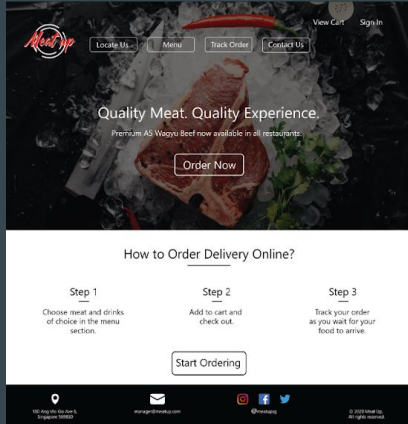 View Cart Sign In
Meat up
Locate Us Menu Track Order Contact Us
Quality Meat. Quality Experience.
Premium A5 Wagyu Beef now available in all restaurants.
Order Now
How to Order Delivery Online?
Step 1 Step 2 Step 3
Choose meat and drinks
of choice in the menu
section.
Add to cart and
check out.
Track your order
as you wait for your
food to arrive.
Start Ordering
manager@meatup.com
@meatupsg
© 2020 Meat Up.
All rights reserved.